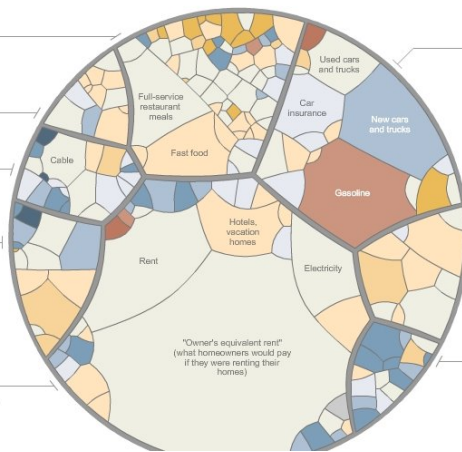 Used cars
and trucks
Full-service
restaurant
meals
Car
insurance
New cars
and trucks
Fast food
Cable
Gasoline
Hotels,
vacation
homes
Rent
Electricity
"Owner's equivalent rent"
(what homeowners would pay
if they were renting their
homes)